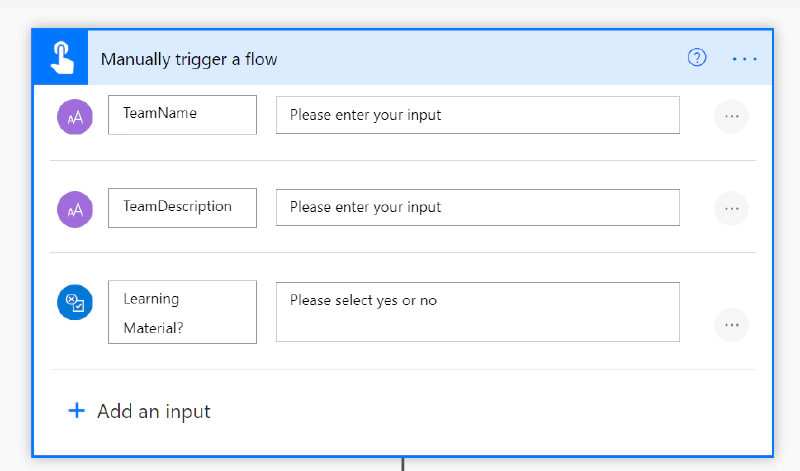 Manually trigger a flow
TeamName
Please enter your input
TeamDescription
Please enter your input
Learning
Material?
Please select yes or no
Add an input